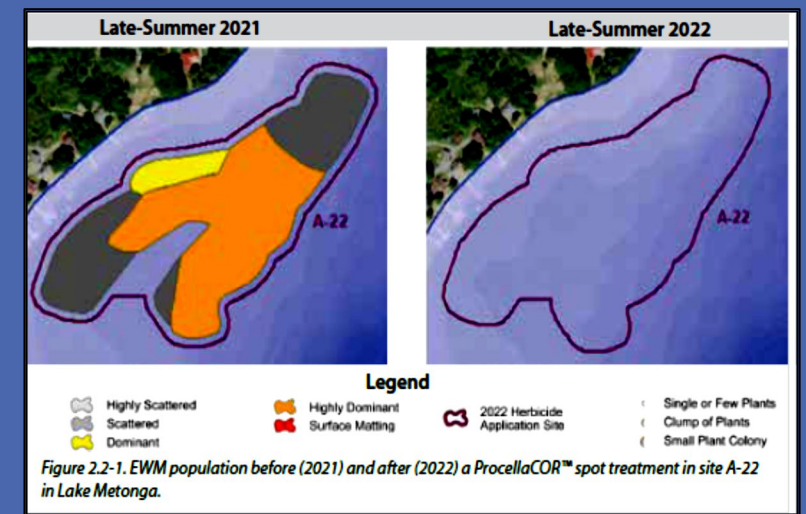 Late-Summer 2021
Late-Summer 2022
A-22
A-22
Legend
Highly Scattered
Scattered
Dominant
Highly Dominant
Surface Matting
2022 Herbicide
Application Site
Single or Few Plants
Clump of Plants
Small Plant Colony
Figure 2.2-1. EWM population before (2021) and after (2022) a ProcellaCOR™ spot treatment in site A-22
in Lake Metonga.